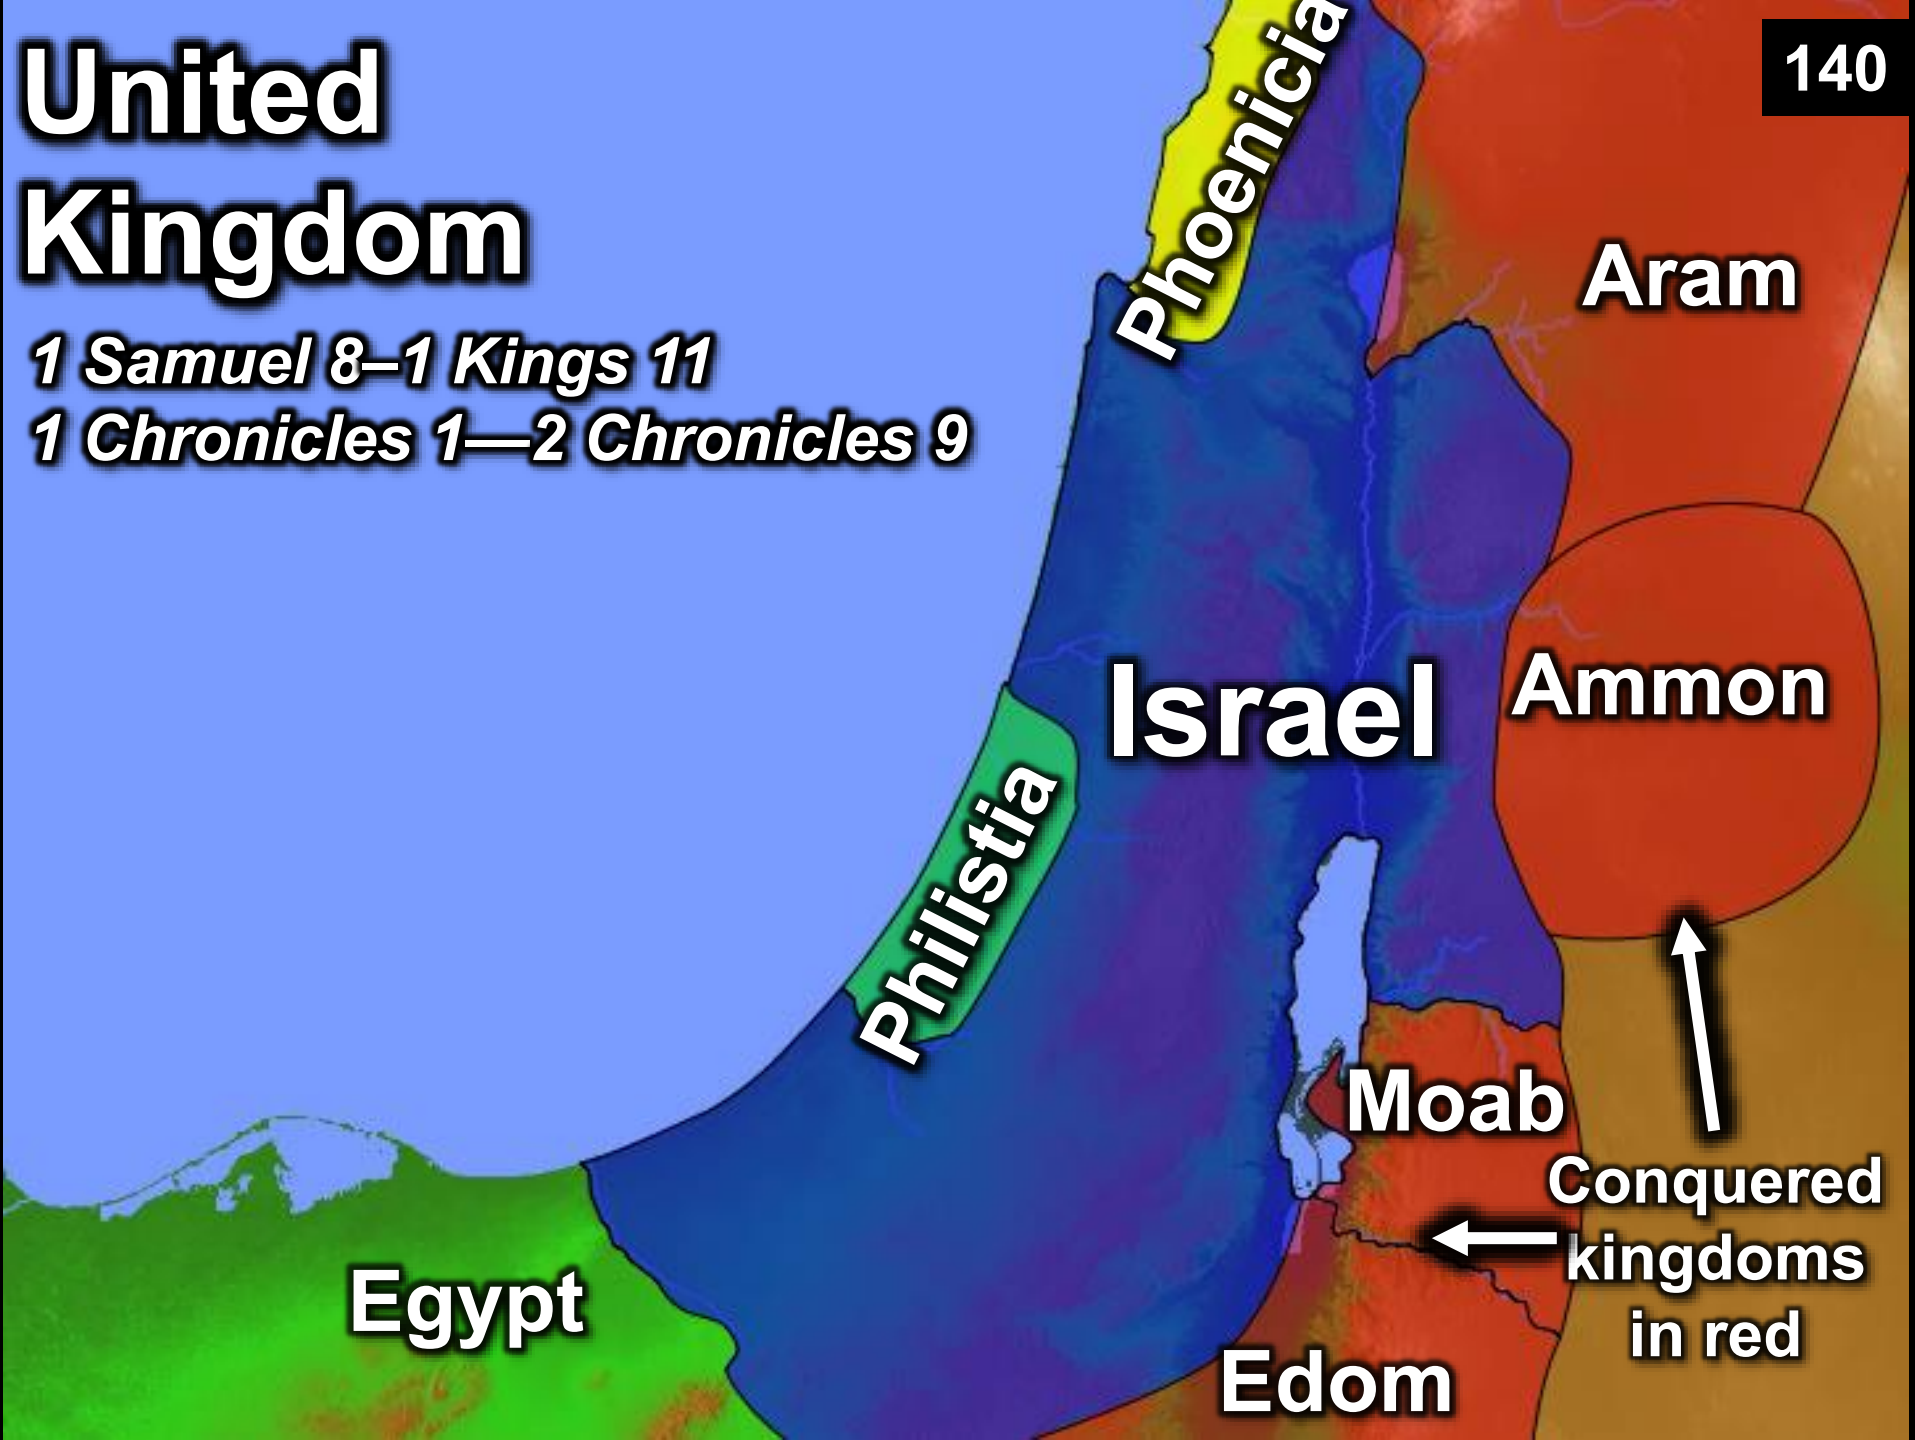 United
Kingdom
1 Samuel 8–1 Kings 11
1 Chronicles 1—2 Chronicles 9
140
Phoenicia
Aram
Israel
Ammon
Philistia
Moab
Conquered
kingdoms
in red
Egypt
Edom